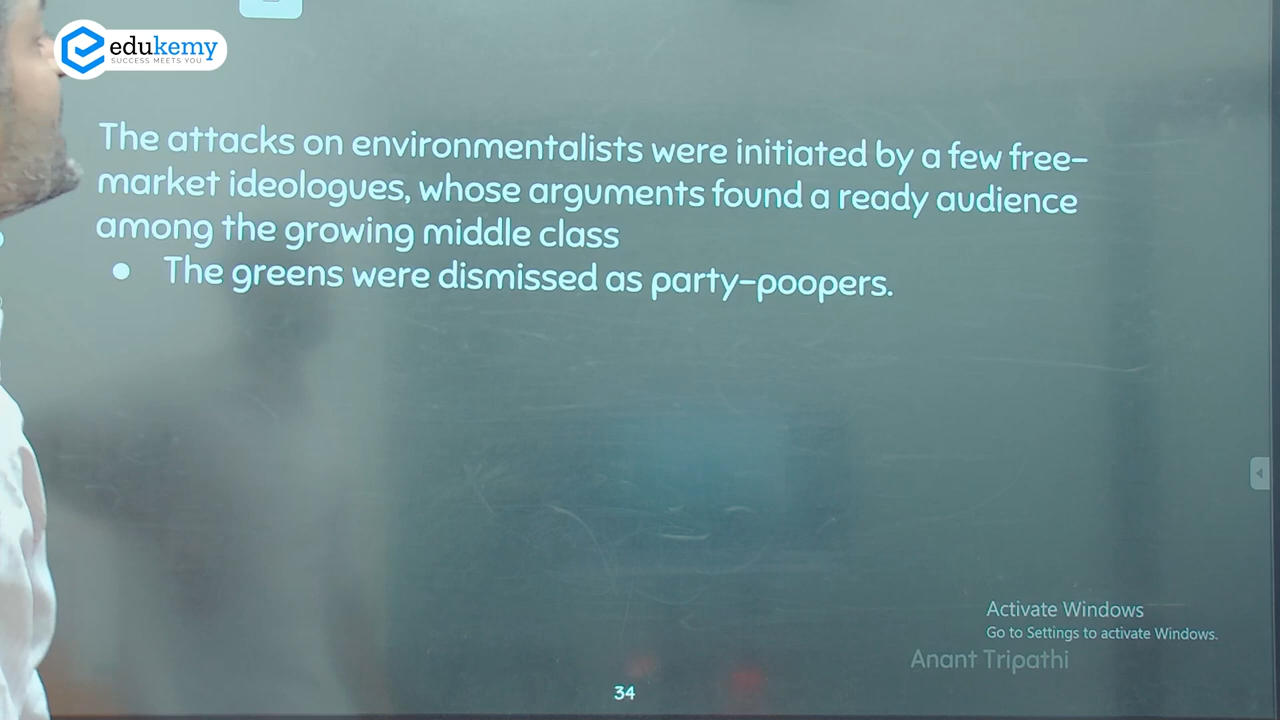 edukemy
SUCCESS MEETS YOU
The attacks on environmentalists were initiated by a few free-
market ideologues, whose arguments found a ready audience
among the growing middle class
● The greens were dismissed as party-poopers.
Activate Windows
Go to Settings to activate Windows.
Anant Tripathi
34